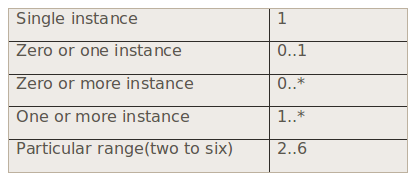 Single instance 1
Zero or one instance 0..1
Zero or more instance 0..*
One or more instance 1..*
Particular range(two to six) 2..6